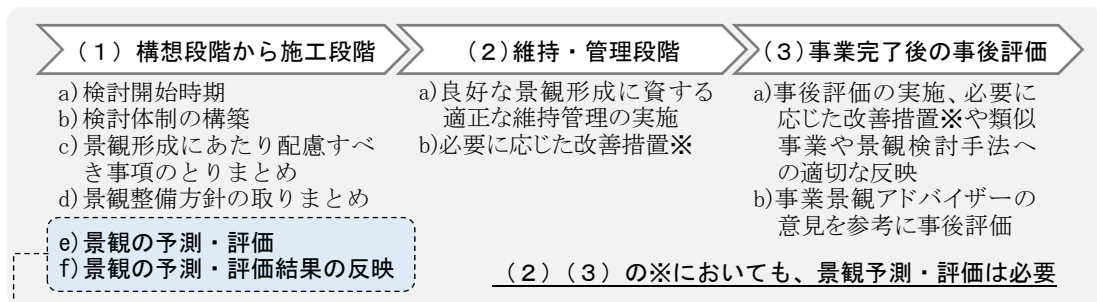 （１）構想段階から施工段階
a)検討開始時期
b)検討体制の構築
c)景観形成にあたり配慮すべ
き事項のとりまとめ
d)景観整備方針の取りまとめ
e)景観の予測・評価
f)景観の予測・評価結果の反映
（２）維持・管理段階
a)良好な景観形成に資する
適正な維持管理の実施
b)必要に応じた改善措置※
（３）事業完了後の事後評価
a)事後評価の実施、必要に
応じた改善措置※や類似
事業や景観検討手法へ
の適切な反映
b)事業景観アドバイザーの
意見を参考に事後評価
（２）（３）の※においても、景観予測・評価は必要